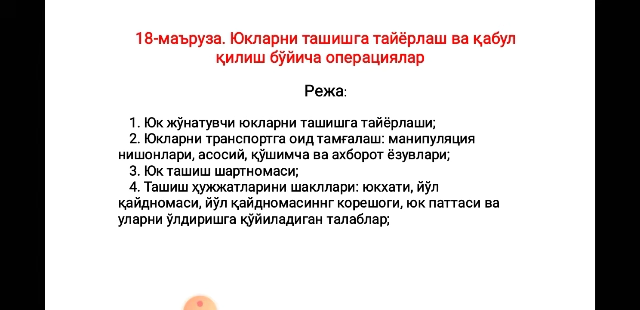 18-маъруза. Юкларни ташишга тайёрлаш ва қабул
қилиш бўйича операциялар
Режа:
1. Юк жўнатувчи юкларни ташишга тайёрлаши;
2. Юкларни транспортга оид тамғалаш: манипуляция
нишонлари, асосий, қўшимча ва ахборот ёзувлари;
3. Юк ташиш шартномаси;
4. Ташиш ҳужжатларини шакллари: юкхати, йўл
қайдномаси, йўл қайдномасиннг корешоги, юк паттаси ва
уларни ўлдиришга қўйиладиган талаблар;